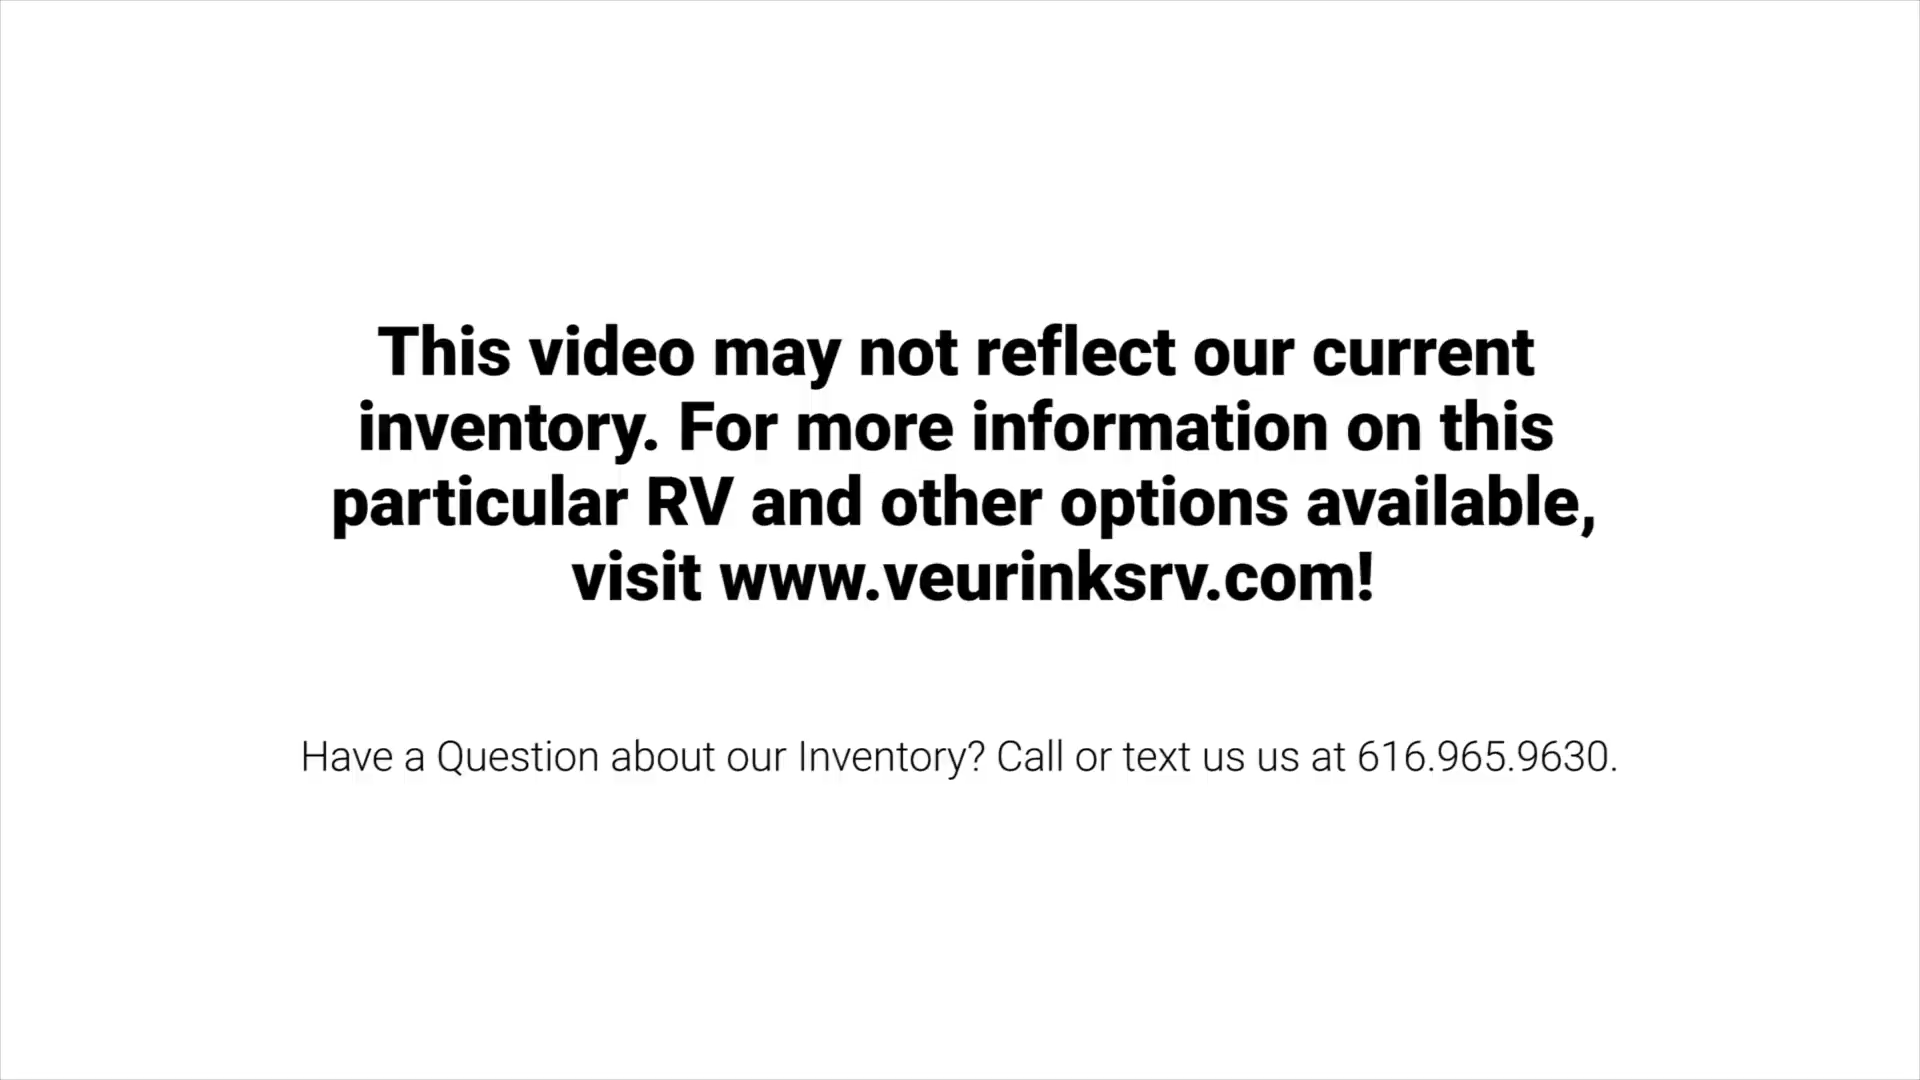 This video may not reflect our current
inventory. For more information on this
particular RV and other options available,
visit www.veurinksrv.com!
Have a Question about our Inventory? Call or text us us at 616.965.9630.